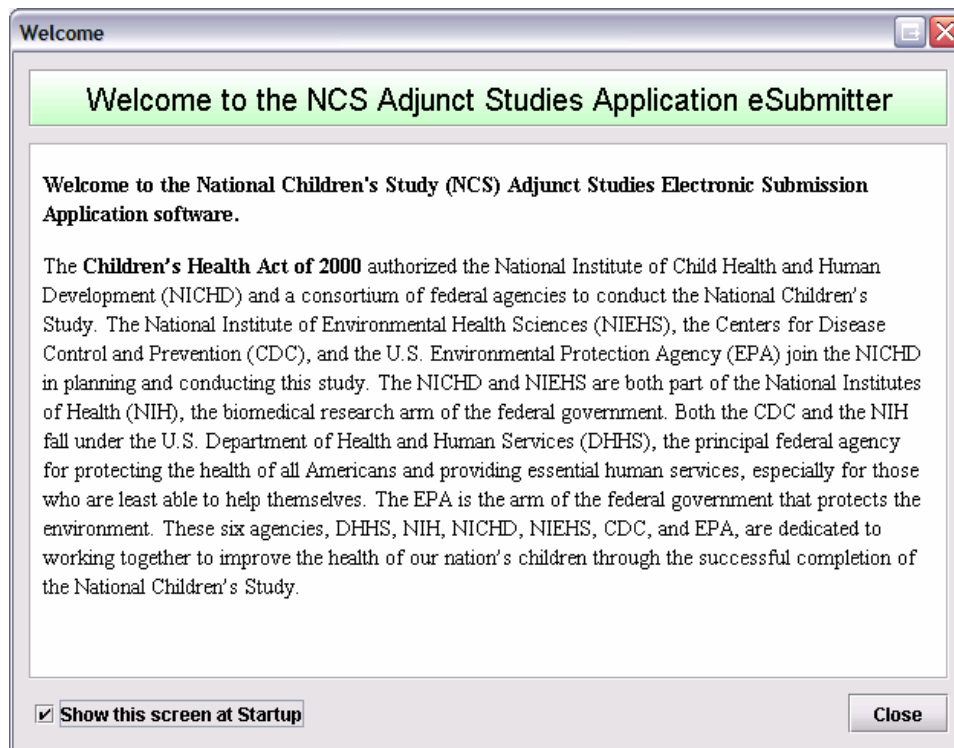 Welcome
Welcome to the NCS Adjunct Studies Application eSubmitter
Welcome to the National Children's Study (NCS) Adjunct Studies Electronic Submission
Application software.
The Children's Health Act of 2000 authorized the National Institute of Child Health and Human
Development (NICHD) and a consortium of federal agencies to conduct the National Children's
Study. The National Institute of Environmental Health Sciences (NIEHS), the Centers for Disease
Control and Prevention (CDC), and the U.S. Environmental Protection Agency (EPA) join the NICHD
in planning and conducting this study. The NICHD and NIEHS are both part of the National Institutes
of Health (NIH), the biomedical research arm of the federal government. Both the CDC and the NIH
fall under the U.S. Department of Health and Human Services (DHHS), the principal federal agency
for protecting the health of all Americans and providing essential human services, especially for those
who are least able to help themselves. The EPA is the arm of the federal government that protects the
environment. These six agencies, DHHS, NIH, NICHD, NIEHS, CDC, and EPA, are dedicated to
working together to improve the health of our nation's children through the successful completion of
the National Children's Study.
Show this screen at Startup
Close